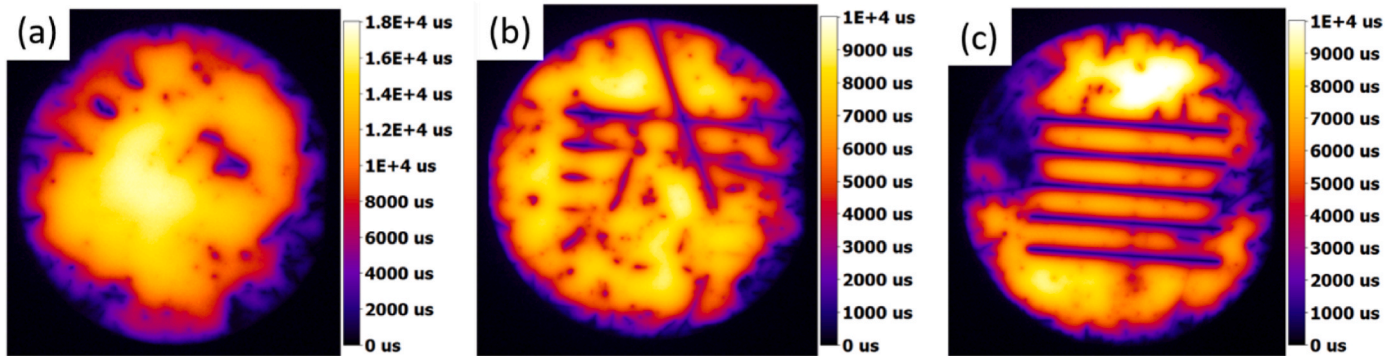 (a)
1.8E+4 us
1.6E+4 us
1.4E+4 us
1.2E+4 us
1E+4 us
8000 us
6000 us
4000 us
2000 us
0 us
(b)
1E+4 us
9000 us
8000 us
7000 us
6000 us
5000 us
4000 us
3000 us
2000 us
1000 us
0 us
(c)
1E+4 us
9000 us
8000 us
7000 us
6000 us
5000 us
4000 us
3000 us
2000 us
1000 us
0 us